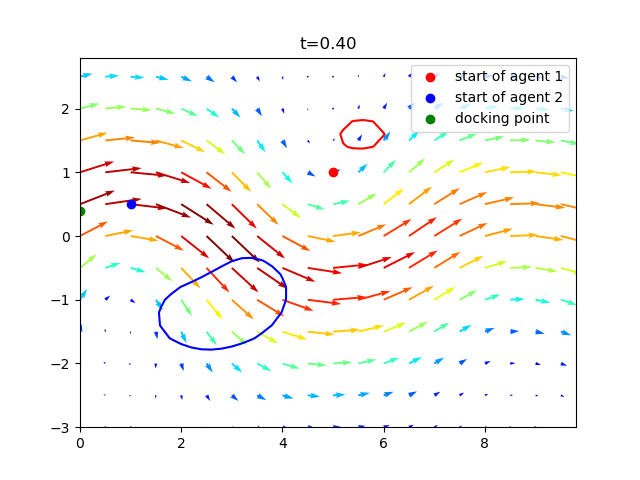 t=0.40
start of agent 1
start of agent 2
docking point
2
1
0
−1
−2
−3
0 2 4 6 8